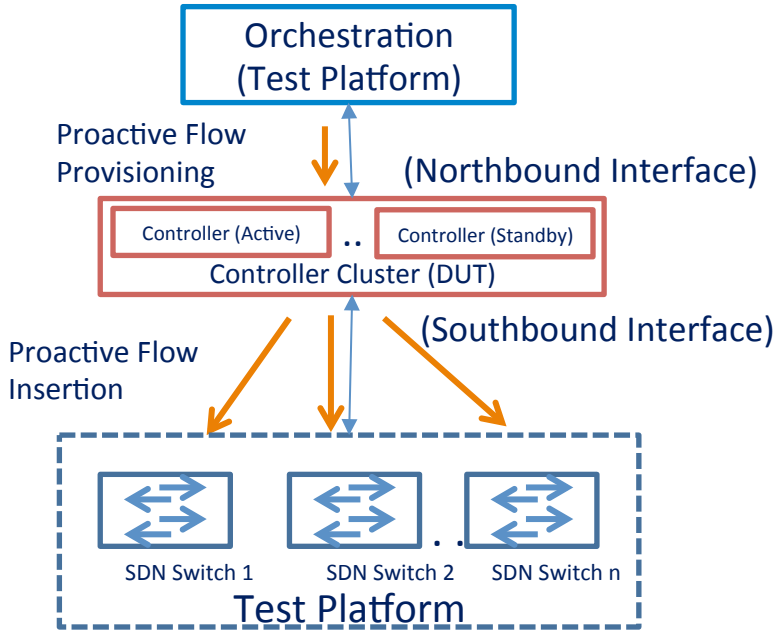 Orchestration
(Test Platform)
Proactive Flow
Provisioning
(Northbound Interface)
Controller (Active)
..
Controller (Standby)
Controller Cluster (DUT)
(Southbound Interface)
Proactive Flow
Insertion
. .
SDN Switch 1
SDN Switch 2
SDN Switch n
Test Platform